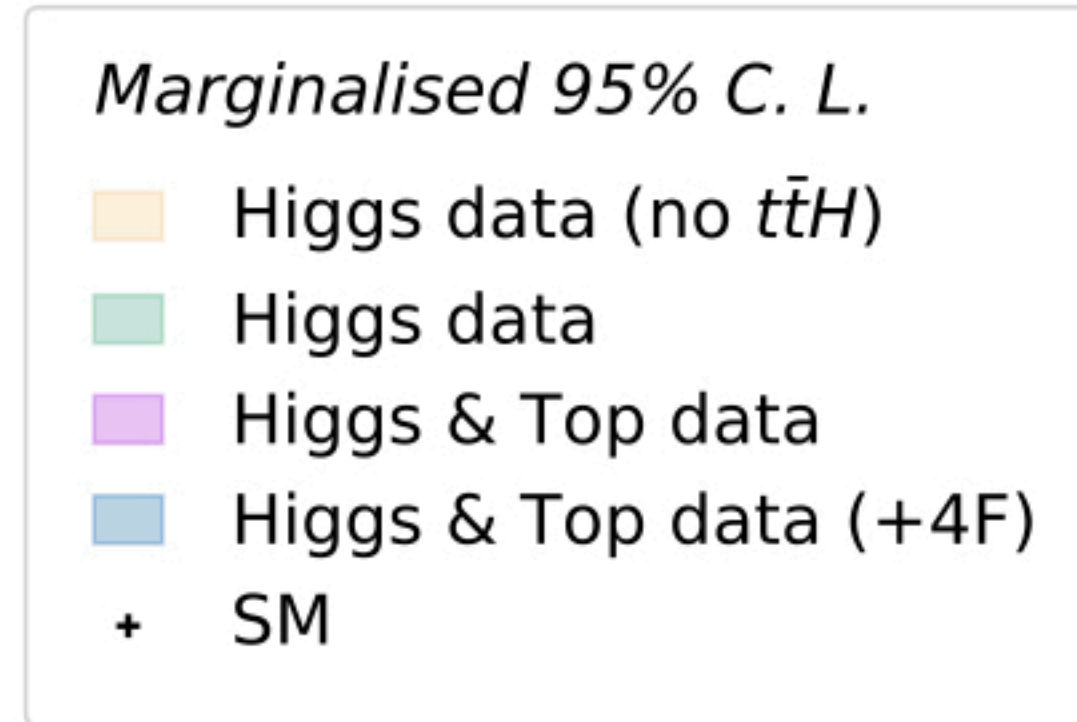 Marginalised 95% C. L.
Higgs data (no tt̄H)
Higgs data
Higgs & Top data
Higgs & Top data (+4F)
SM